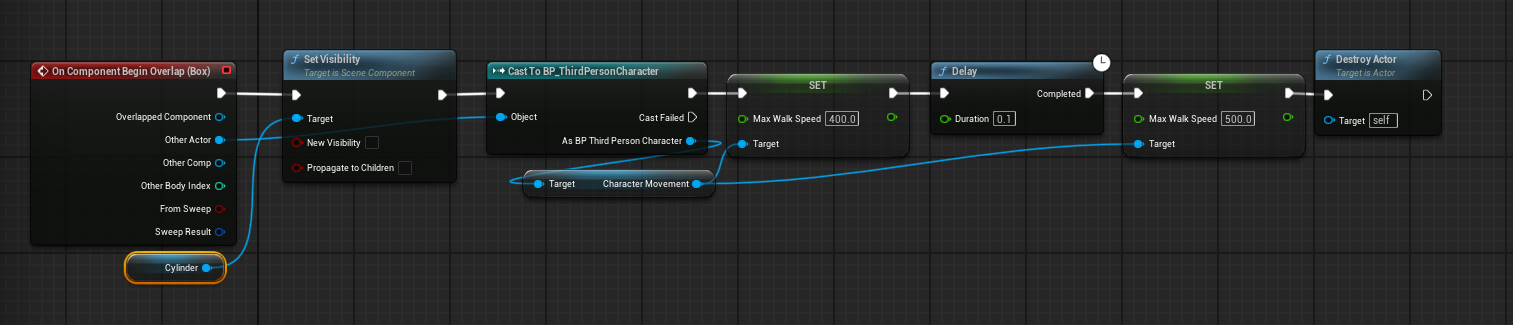 On Component Begin Overlap (Box)
Overlapped Component
Other Actor
Other Comp
Other Body Index
From Sweep
Sweep Result
Cylinder
Set Visibility
Target is Scene Component
Target
New Visibility
Propagate to Children
Cast To BP_ThirdPersonCharacter
Object
Cast Failed
As BP Third Person Character
Target Character Movement
SET
Max Walk Speed 400.0
Target
Delay
Completed
Duration 0.1
SET
Max Walk Speed 500.0
Target
Destroy Actor
Target is Actor
Target self